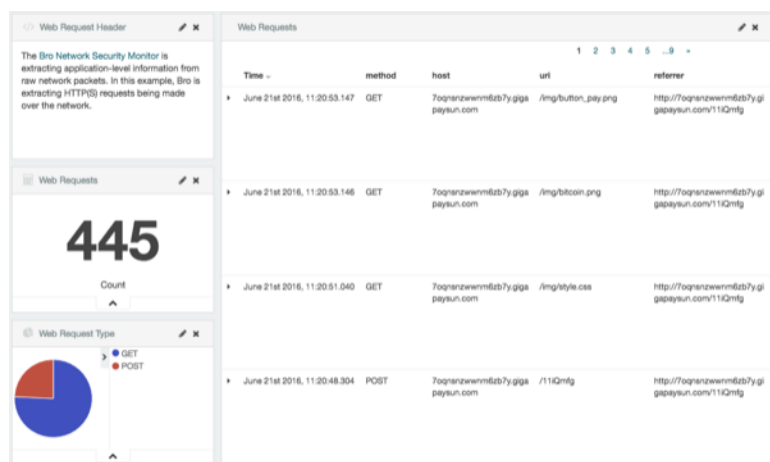 Web Request Header
The Bro Network Security Monitor is
extracting application-level information from
raw network packets. In this example, Bro is
extracting HTTP(S) requests being made
over the network.
Web Requests
445
Count
Web Request Type
GET
POST
Web Requests
1 2 3 4 5 ...9 »
Time method host uri referrer
June 21st 2016, 11:20:53.147 GET 7oqnsnzwwnm6zb7y.giga /img/button_pay.png http://7oqnsnzwwnm6zb7y.gi
paysun.com gapaysun.com/11iQmfg
June 21st 2016, 11:20:53.146 GET 7oqnsnzwwnm6zb7y.giga /img/bitcoin.png http://7oqnsnzwwnm6zb7y.gi
paysun.com gapaysun.com/11iQmfg
June 21st 2016, 11:20:51.040 GET 7oqnsnzwwnm6zb7y.giga /img/style.css http://7oqnsnzwwnm6zb7y.gi
paysun.com gapaysun.com/11iQmfg
June 21st 2016, 11:20:48.304 POST 7oqnsnzwwnm6zb7y.giga /11iQmfg http://7oqnsnzwwnm6zb7y.gi
paysun.com gapaysun.com/11iQmfg